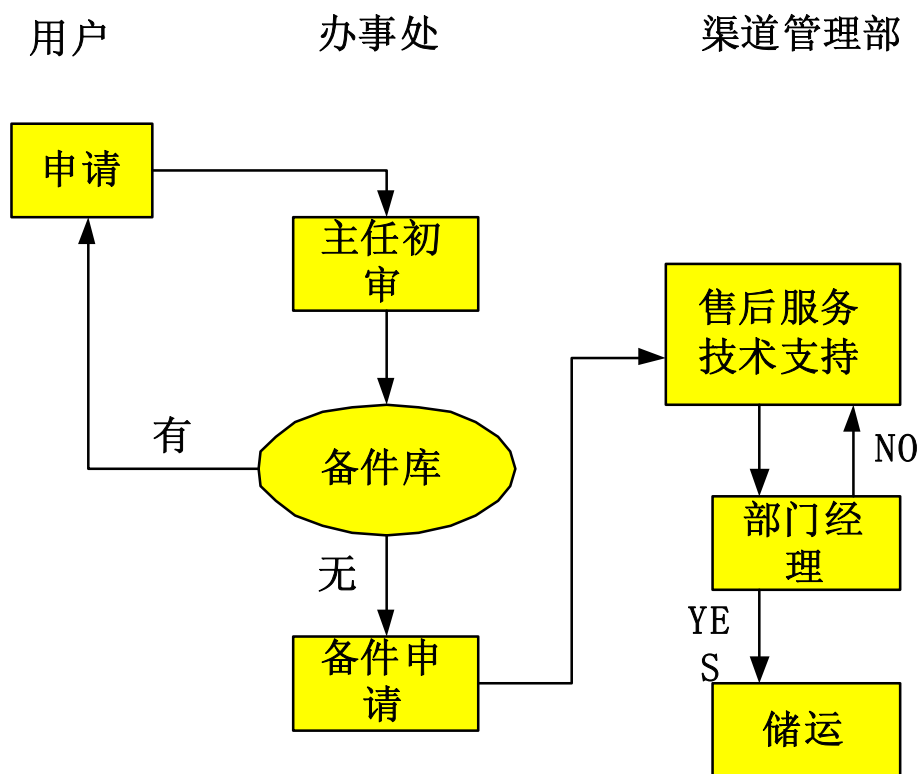 用户
办事处
渠道管理部
申请
主任初
审
售后服务
技术支持
有
备件库
NO
部门经
理
无
YE
S
备件申
请
储运